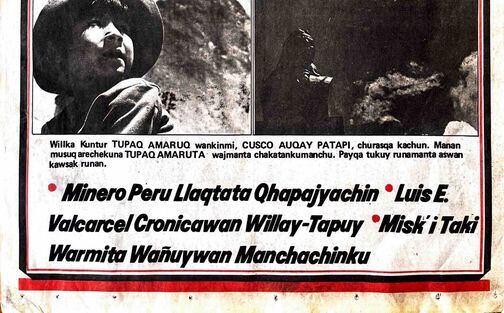 Willka Kuntur TUPAQ AMARUQ wankinmi, CUSCO AUQAY PATAPI, churasqa kachun. Manan
musuq arechekuna TUPAQ AMARUTA wajmanta chakatankumanchu. Payqa tukuy runamanta aswan
kawsak runan.
• Minero Peru Llaqtata Qhapajyachin • Luis E.
Valcarcel Cronicawan Willay-Tapuy • Misk'i Taki
Warmita Wañuywan Manchachinku